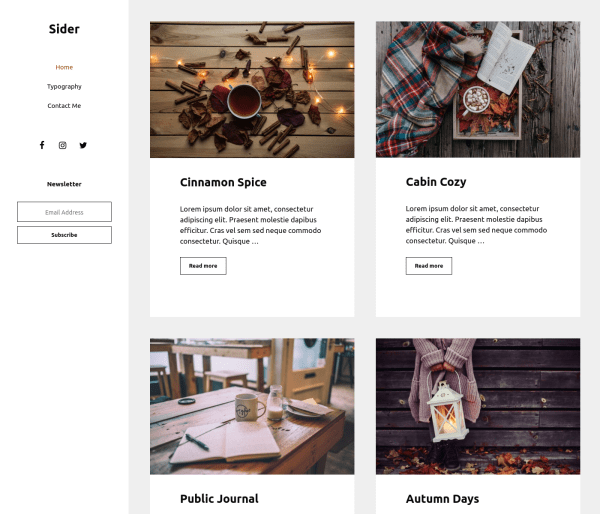 Sider
Home
Typography
Contact Me
Newsletter
Email Address
Subscribe
Cinnamon Spice
Lorem ipsum dolor sit amet, consectetur
adipiscing elit. Praesent molestie dapibus
efficitur. Cras vel sem sed neque commodo
consectetur. Quisque …
Read more
Cabin Cozy
Lorem ipsum dolor sit amet, consectetur
adipiscing elit. Praesent molestie dapibus
efficitur. Cras vel sem sed neque commodo
consectetur. Quisque …
Read more
Public Journal
Autumn Days